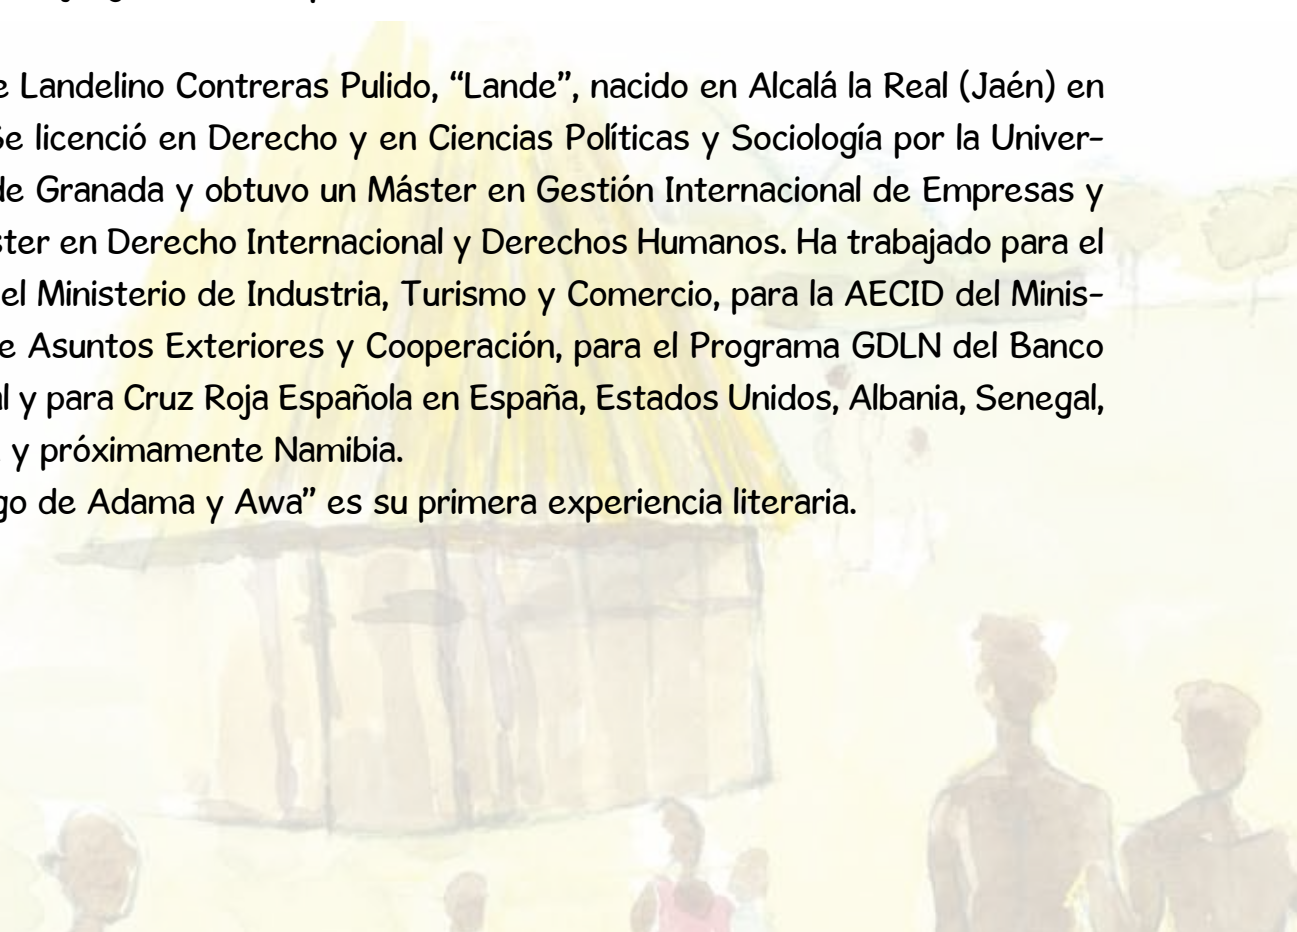 Landelino Contreras Pulido, “Lande”, nacido en Alcalá la Real (Jaén) en
Se licenció en Derecho y en Ciencias Políticas y Sociología por la Univer-
de Granada y obtuvo un Máster en Gestión Internacional de Empresas y
ster en Derecho Internacional y Derechos Humanos. Ha trabajado para el
el Ministerio de Industria, Turismo y Comercio, para la AECID del Minis-
e Asuntos Exteriores y Cooperación, para el Programa GDLN del Banco
l y para Cruz Roja Española en España, Estados Unidos, Albania, Senegal,
y próximamente Namibia.
go de Adama y Awa” es su primera experiencia literaria.